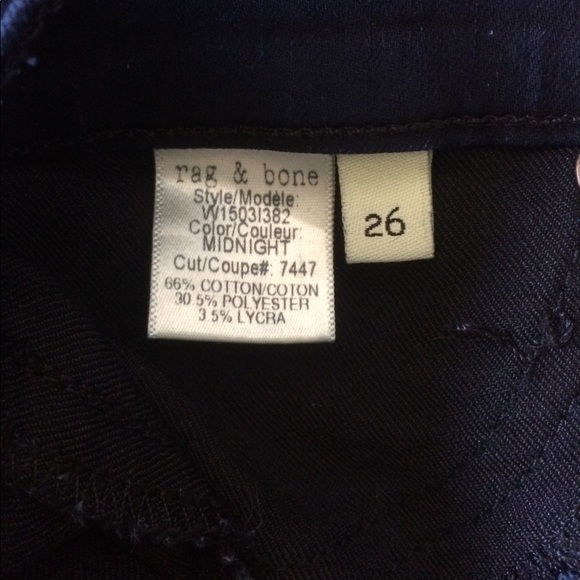 rag & bone
Style/Modèle:
W1503I382
Color/Couleur:
MIDNIGHT
Cut/Coupe#: 7447
66% COTTON/COTON
30.5% POLYESTER
3.5% LYCRA
26